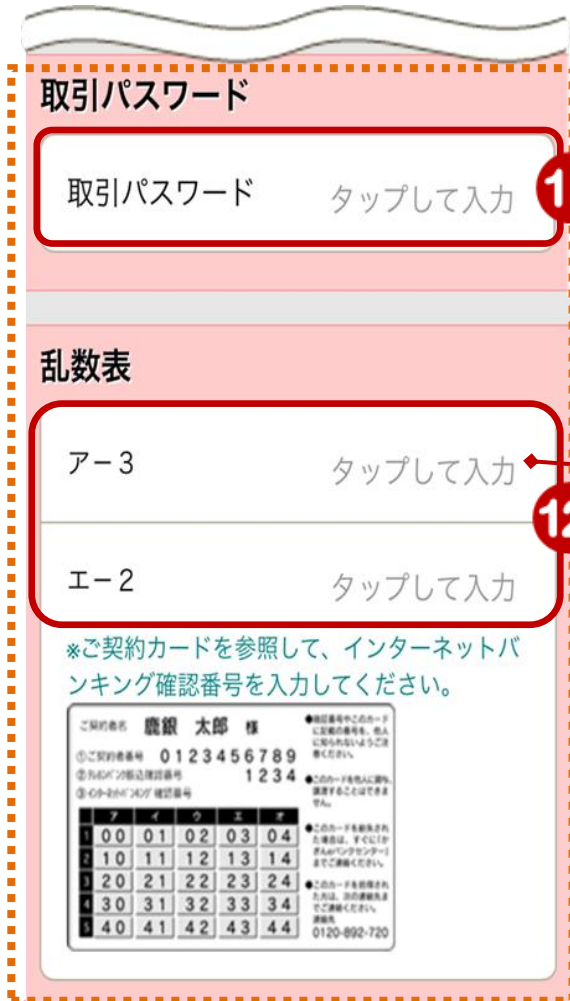 取引パスワード
取引パスワード タップして入力
1
乱数表
ア－3 タップして入力
12
エ－2 タップして入力
※ご契約カードを参照して、インターネットバ
ンキング確認番号を入力してください。
ご契約者名 鹿銀 太郎 様
①ご契約者番号 0123456789
1234
ア イ ウ エ オ
1 00 01 02 03 04
2 10 11 12 13 14
3 20 21 22 23 24
4 30 31 32 33 34
5 40 41 42 43 44
0120-892-720